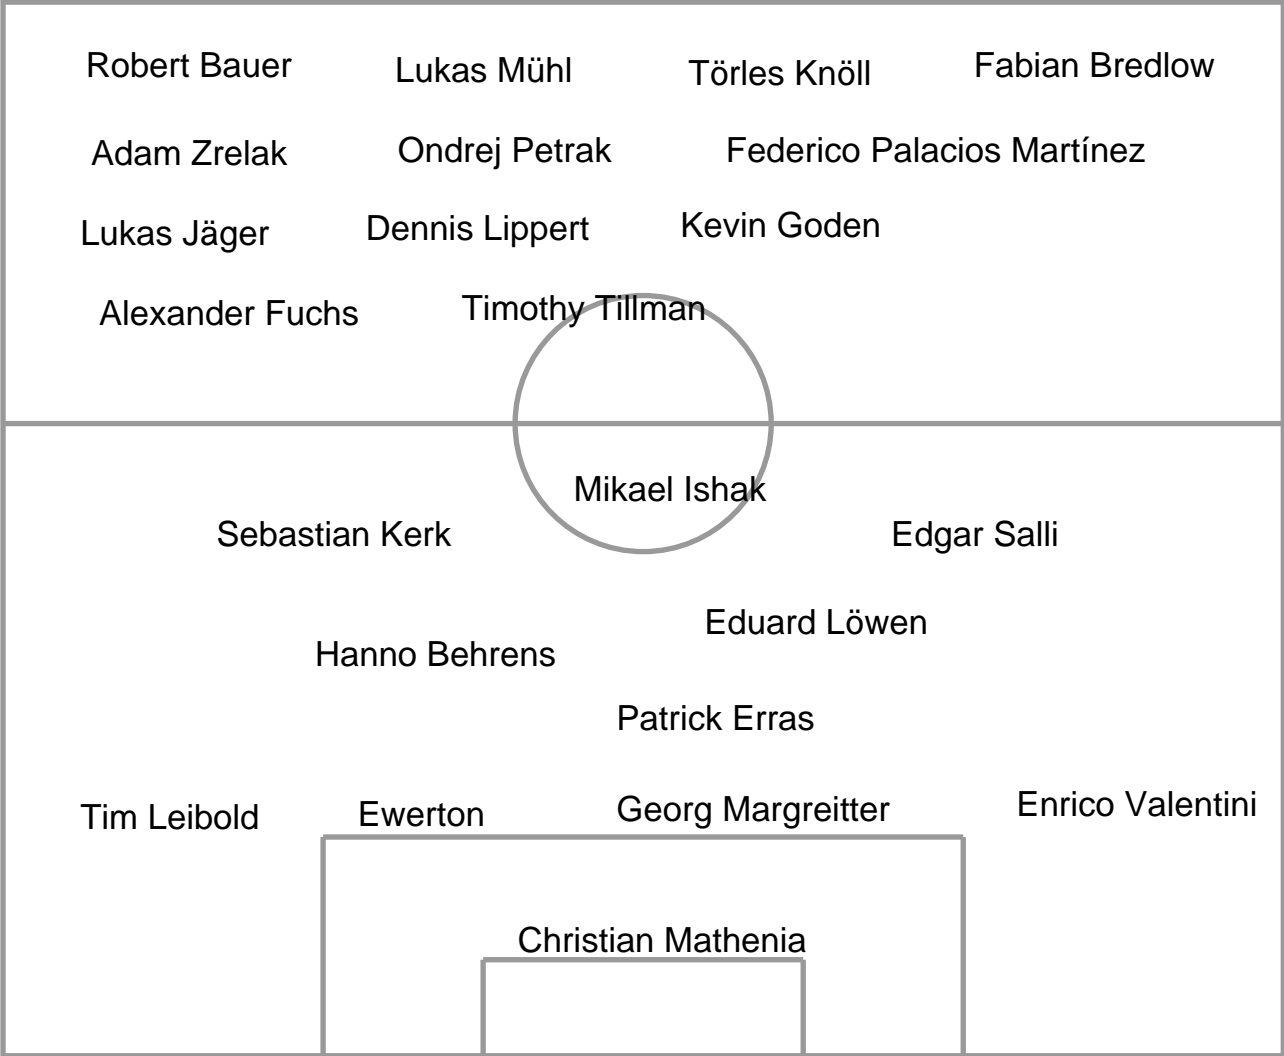 Robert Bauer
Lukas Mühl
Törles Knöll
Fabian Bredlow
Adam Zrelak
Ondrej Petrak
Federico Palacios Martínez
Lukas Jäger
Dennis Lippert
Kevin Goden
Alexander Fuchs
Timothy Tillman
Mikael Ishak
Sebastian Kerk
Edgar Salli
Eduard Löwen
Hanno Behrens
Patrick Erras
Tim Leibold
Ewerton
Georg Margreitter
Enrico Valentini
Christian Mathenia